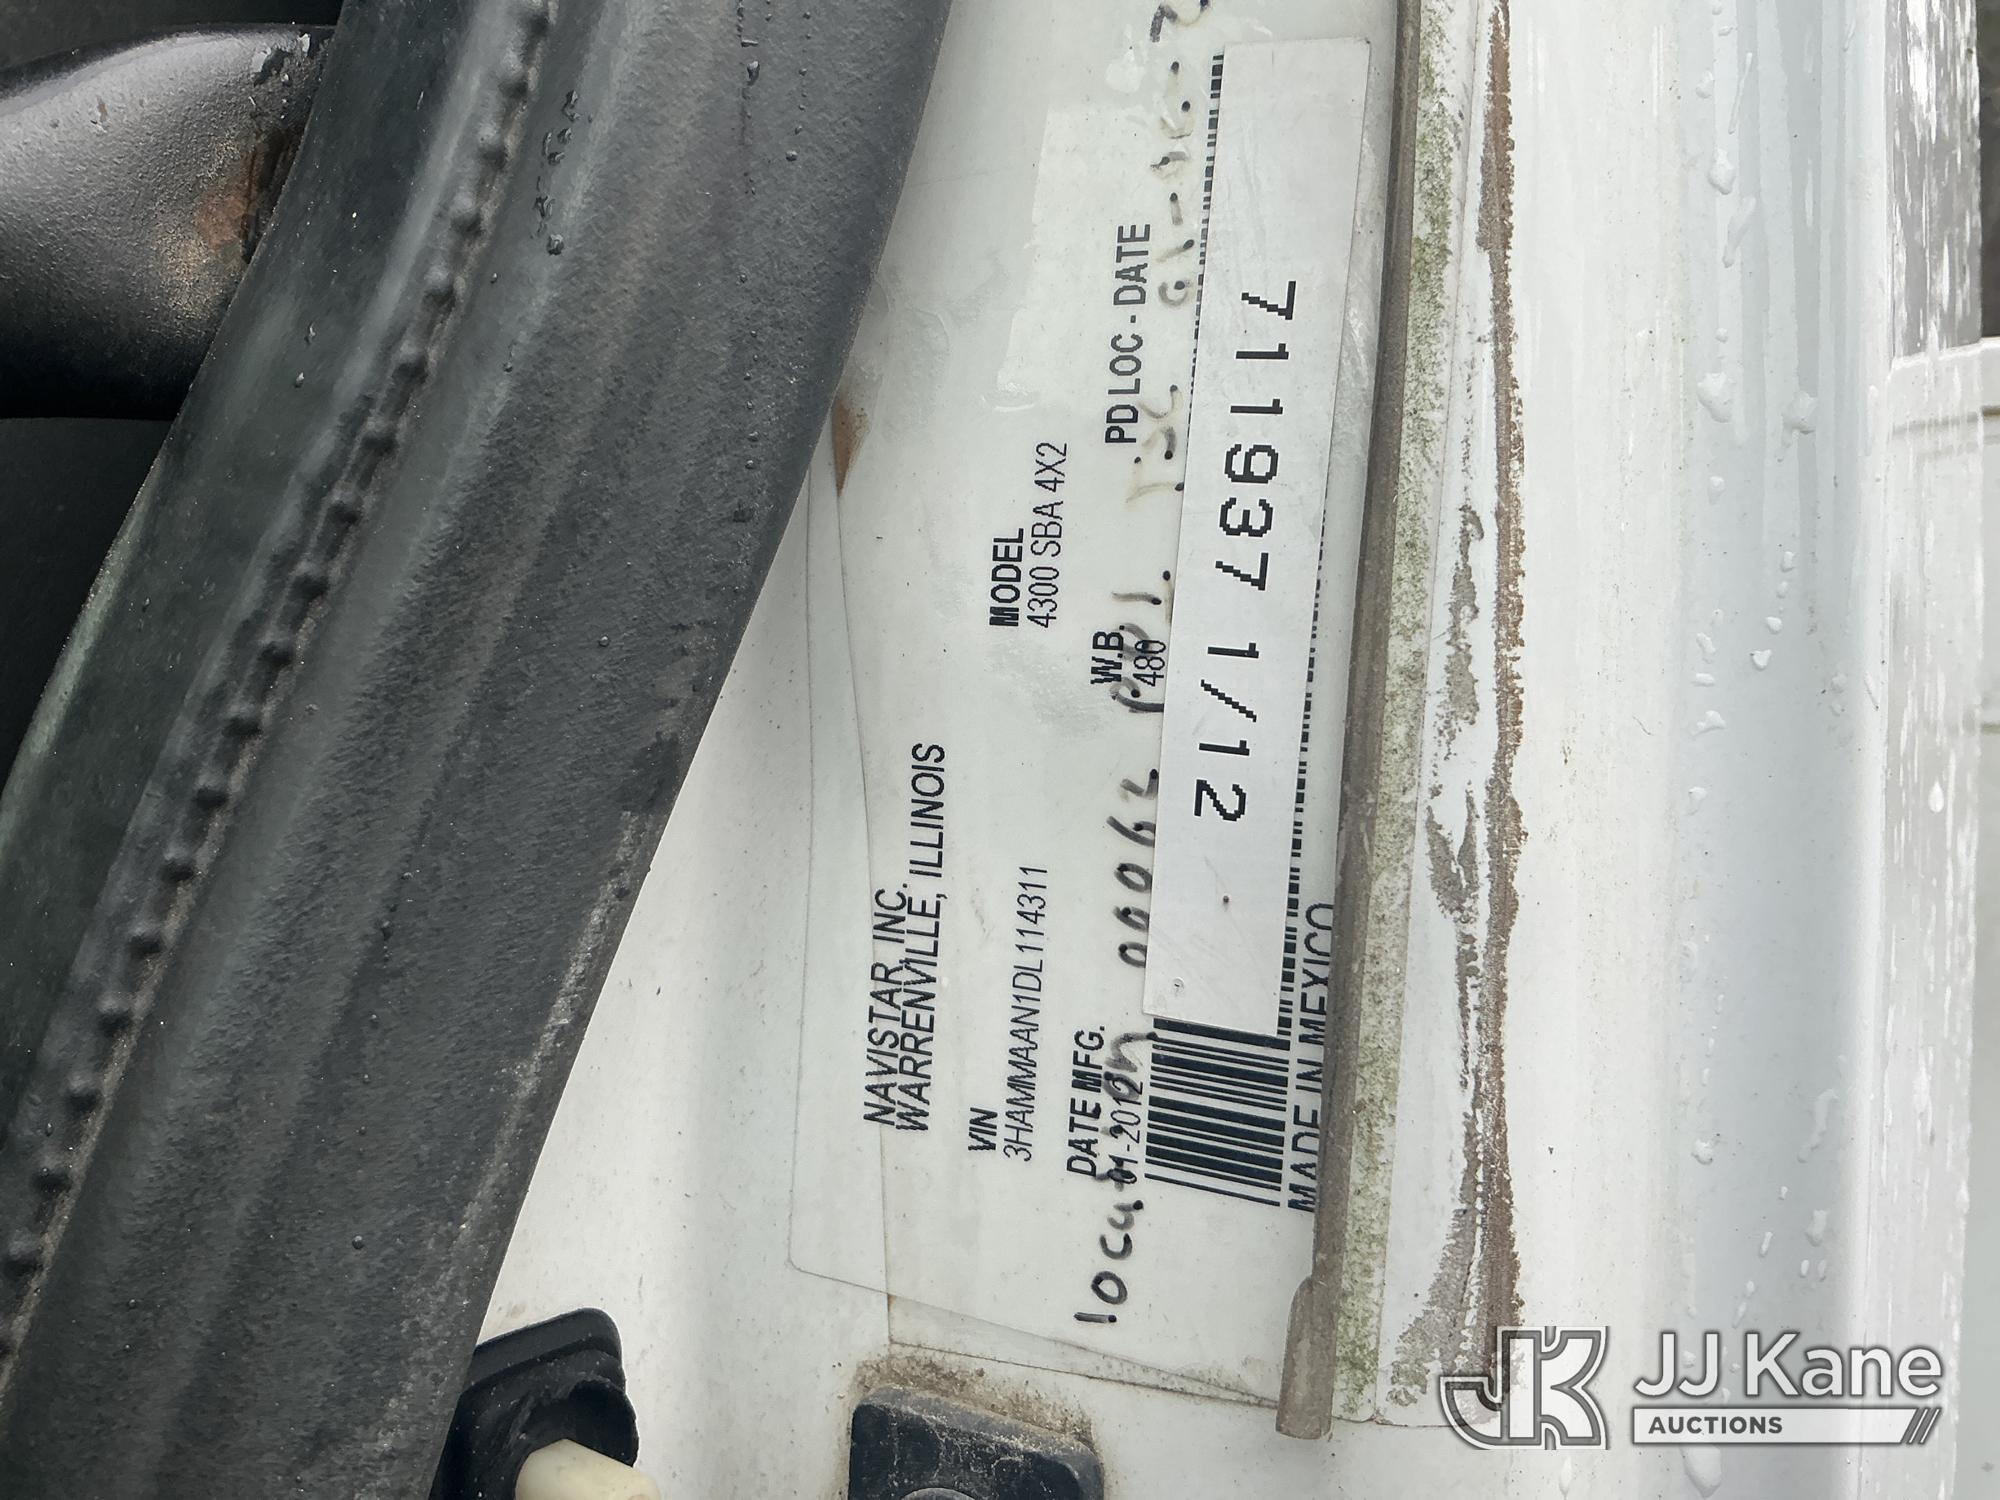 NAVISTAR, INC.
WARRENVILLE, ILLINOIS
VIN
3HAMMAAN1DL114311
MODEL
4300 SBA 4X2
DATE MFG.
01-2012
W.B.
480
PD LOC - DATE
711937 1/12
MADE IN MEXICO
JK JJ Kane
AUCTIONS